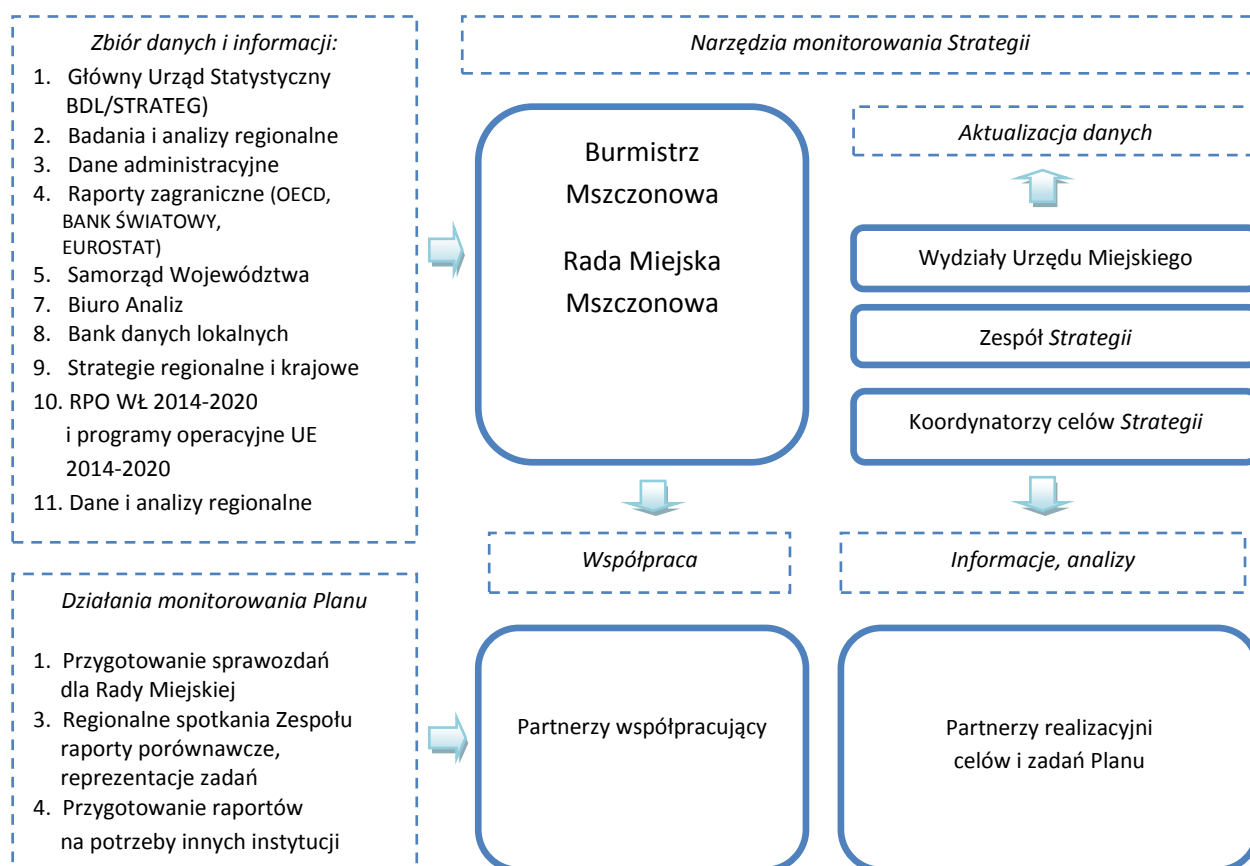 Zbiór danych i informacji:
1. Główny Urząd Statystyczny
BDL/STRATEG)
2. Badania i analizy regionalne
3. Dane administracyjne
4. Raporty zagraniczne (OECD,
BANK ŚWIATOWY,
EUROSTAT)
5. Samorząd Województwa
7. Biuro Analiz
8. Bank danych lokalnych
9. Strategie regionalne i krajowe
10. RPO WŁ 2014-2020
i programy operacyjne UE
2014-2020
11. Dane i analizy regionalne
Działania monitorowania Planu
1. Przygotowanie sprawozdań
dla Rady Miejskiej
3. Regionalne spotkania Zespołu
raporty porównawcze,
reprezentacje zadań
4. Przygotowanie raportów
na potrzeby innych instytucji
Narzędzia monitorowania Strategii
Burmistrz
Mszczonowa
Rada Miejska
Mszczonowa
Aktualizacja danych
Wydziały Urzędu Miejskiego
Zespół Strategii
Koordynatorzy celów Strategii
Współpraca
Informacje, analizy
Partnerzy współpracujący
Partnerzy realizacyjni
celów i zadań Planu